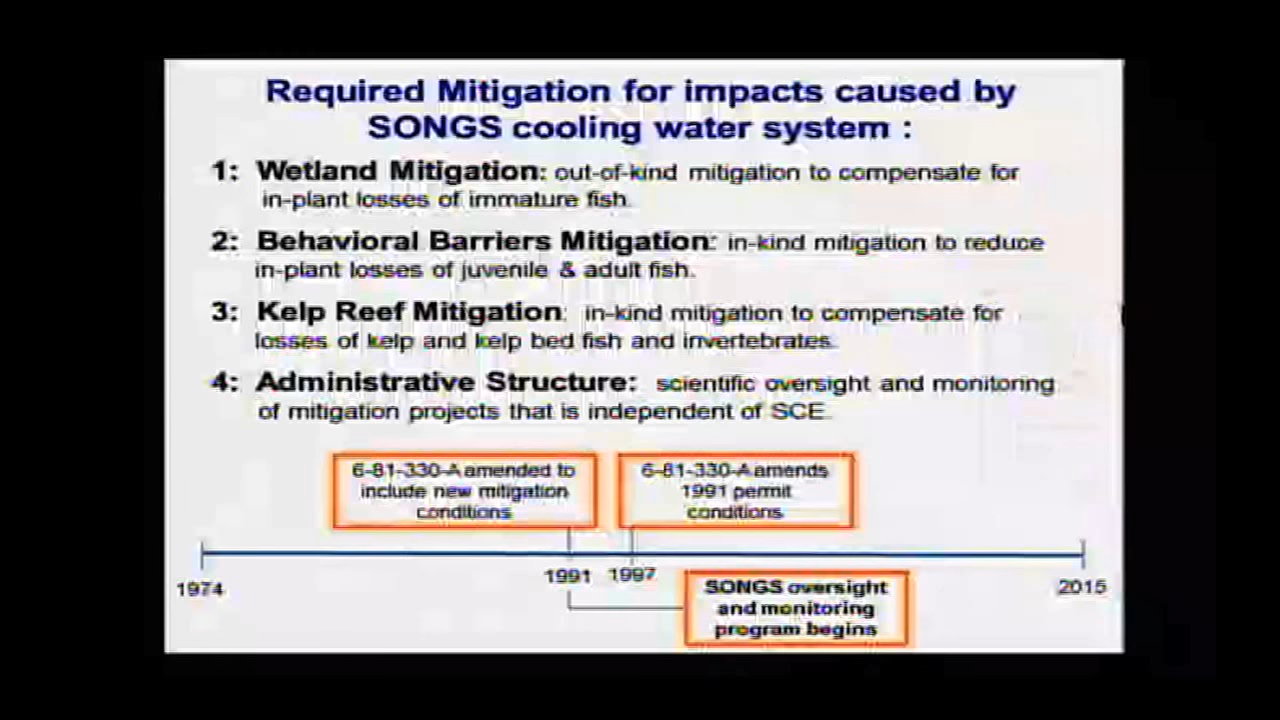 Required Mitigation for impacts caused by
SONGS cooling water system :
1: Wetland Mitigation: out-of-kind mitigation to compensate for
in-plant losses of immature fish.
2: Behavioral Barriers Mitigation: in-kind mitigation to reduce
in-plant losses of juvenile & adult fish.
3: Kelp Reef Mitigation: in-kind mitigation to compensate for
losses of kelp and kelp bed fish and invertebrates.
4: Administrative Structure: scientific oversight and monitoring
of mitigation projects that is independent of SCE.
6-81-330-A amended to
include new mitigation
conditions
6-81-330-A amends
1991 permit
conditions
1974
1991
1997
2015
SONGS oversight
and monitoring
program begins